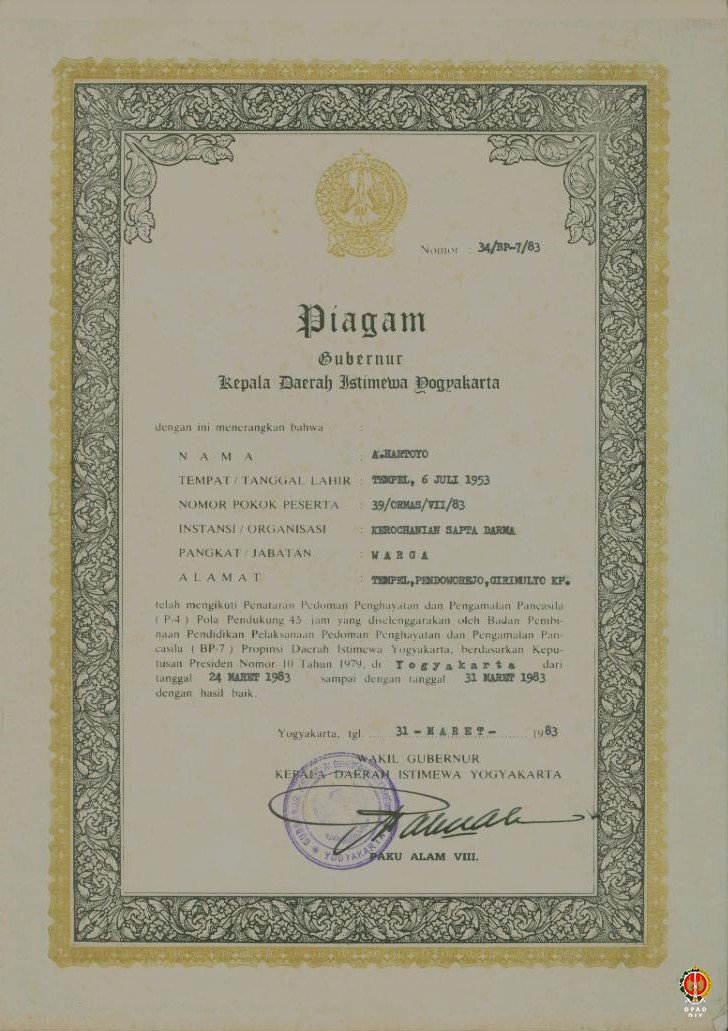 Nomor : 34/BP-7/83
Piagam
Gubernur
Kepala Daerah Istimewa Yogyakarta
dengan ini menerangkan bahwa :
N A M A : A.HARTOYO
TEMPAT / TANGGAL LAHIR : TEMPEL, 6 JULI 1953
NOMOR POKOK PESERTA : 39/ORMAS/VII/83
INSTANSI / ORGANISASI : KEROCHANIAN SAPTA DARMA
PANGKAT / JABATAN : W A R G A
A L A M A T : TEMPEL,PENDOWOREJO,GIRIMULYO KP.
telah mengikuti Penataran Pedoman Penghayatan dan Pengamalan Pancasila
( P-4 ) Pola Pendukung 45 jam yang diselenggarakan oleh Badan Pembi-
naan Pendidikan Pelaksanaan Pedoman Penghayatan dan Pengamalan Pan-
casila ( BP-7 ) Propinsi Daerah Istimewa Yogyakarta, berdasarkan Kepu-
tusan Presiden Nomor 10 Tahun 1979, di Y o g y a k a r t a dari
tanggal 24 MARET 1983 sampai dengan tanggal 31 MARET 1983
dengan hasil baik.
Yogyakarta, tgl. 31 - M A R E T - 1983
WAKIL GUBERNUR
KEPALA DAERAH ISTIMEWA YOGYAKARTA
YOGYAKARTA
PAKU ALAM VIII.
DPAD
DIY